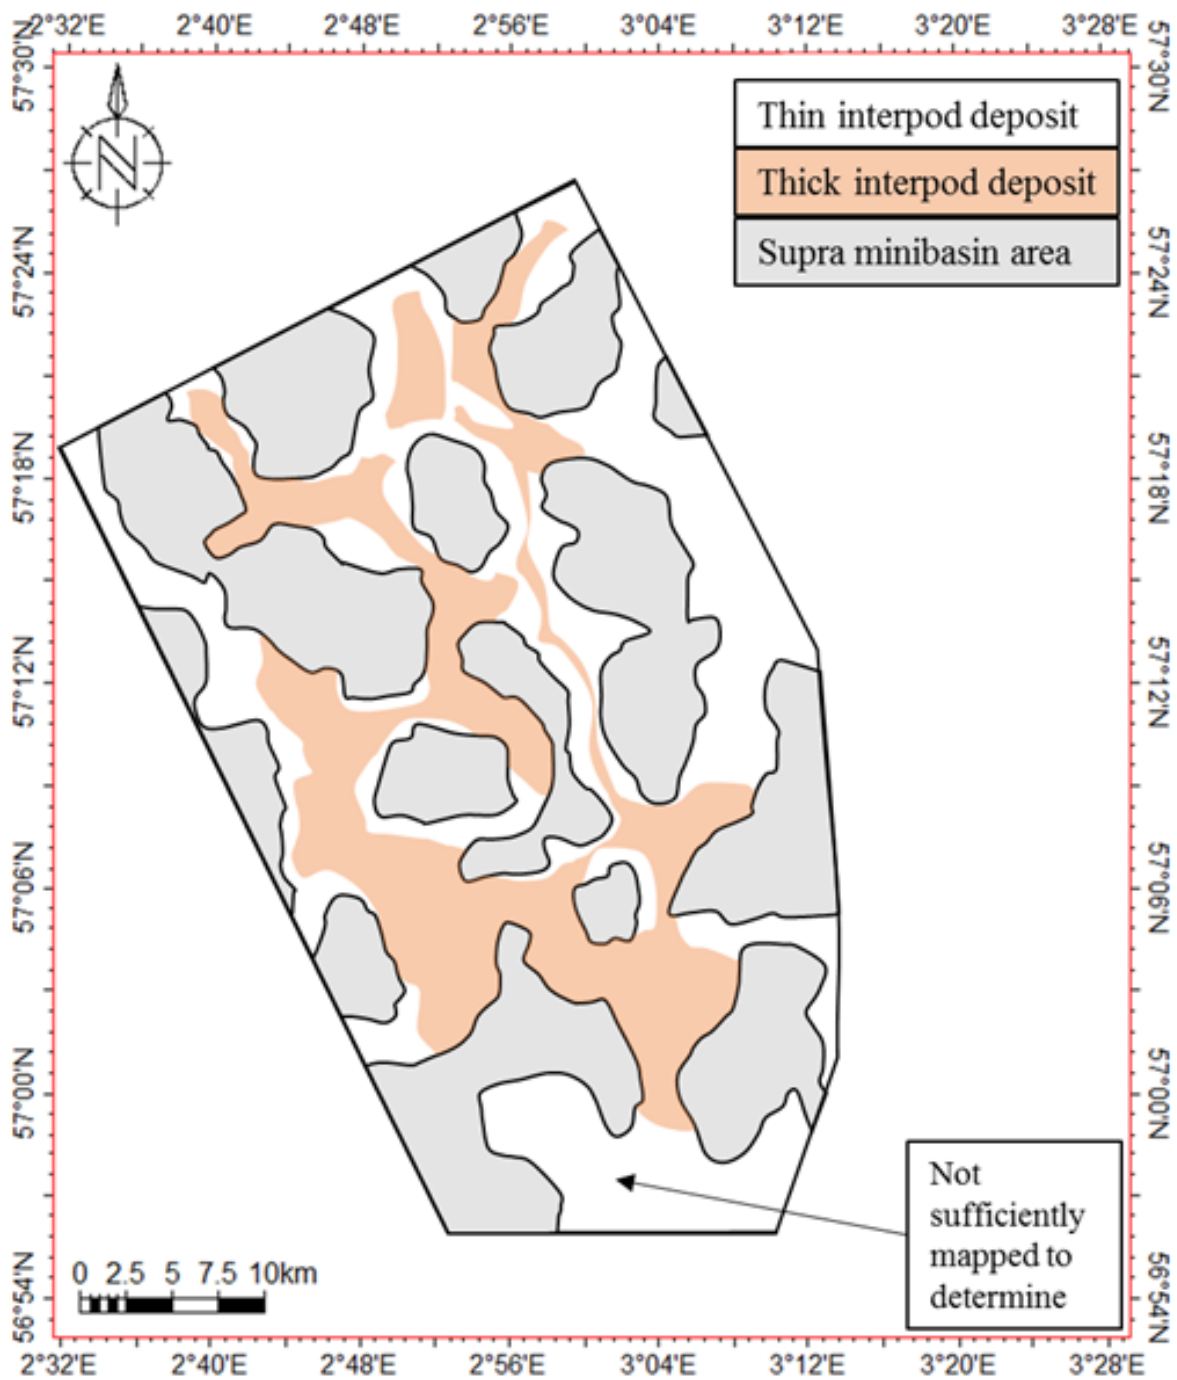 2°32'E 2°40'E 2°48'E 2°56'E 3°04'E 3°12'E 3°20'E 3°28'E
57°30'N 57°30'N
N
Thin interpod deposit
Thick interpod deposit
Supra minibasin area
57°24'N 57°24'N
57°18'N 57°18'N
57°12'N 57°12'N
57°06'N 57°06'N
57°00'N 57°00'N
Not
sufficiently
mapped to
determine
0 2.5 5 7.5 10km
56°54'N 56°54'N
2°32'E 2°40'E 2°48'E 2°56'E 3°04'E 3°12'E 3°20'E 3°28'E